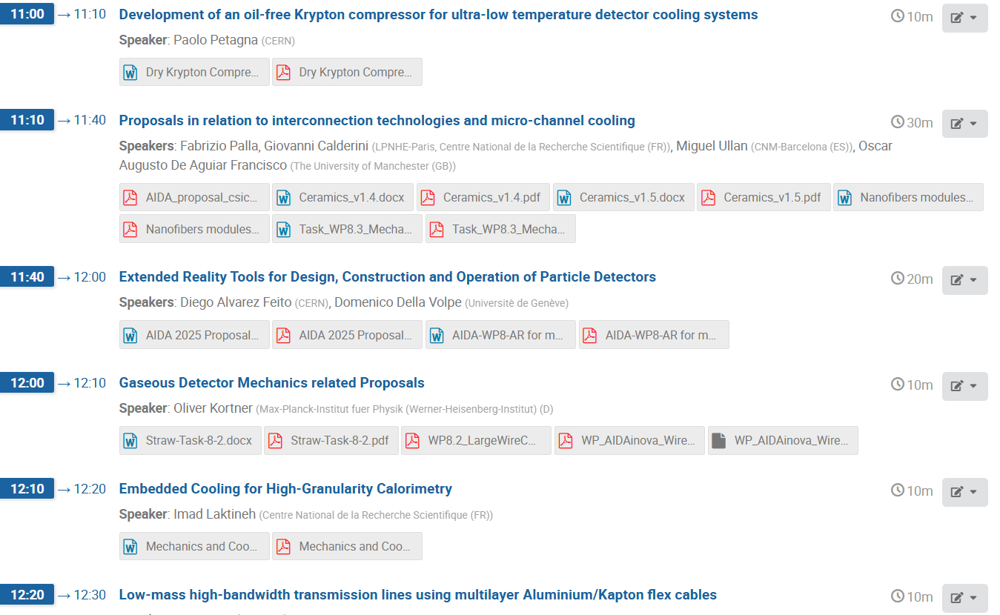 11:00 → 11:10 Development of an oil-free Krypton compressor for ultra-low temperature detector cooling systems 10m
Speaker: Paolo Petagna (CERN)
Dry Krypton Compre... Dry Krypton Compre...
11:10 → 11:40 Proposals in relation to interconnection technologies and micro-channel cooling 30m
Speakers: Fabrizio Palla, Giovanni Calderini (LPNHE-Paris, Centre National de la Recherche Scientifique (FR)), Miguel Ullan (CNM-Barcelona (ES)), Oscar
Augusto De Aguiar Francisco (The University of Manchester (GB))
AIDA_proposal_csic... Ceramics_v1.4.docx Ceramics_v1.4.pdf Ceramics_v1.5.docx Ceramics_v1.5.pdf Nanofibers modules...
Nanofibers modules... Task_WP8.3_Mecha... Task_WP8.3_Mecha...
11:40 → 12:00 Extended Reality Tools for Design, Construction and Operation of Particle Detectors 20m
Speakers: Diego Alvarez Feito (CERN), Domenico Della Volpe (Universitè de Genève)
AIDA 2025 Proposal... AIDA 2025 Proposal... AIDA-WP8-AR for m... AIDA-WP8-AR for m...
12:00 → 12:10 Gaseous Detector Mechanics related Proposals 10m
Speaker: Oliver Kortner (Max-Planck-Institut fuer Physik (Werner-Heisenberg-Institut) (D)
Straw-Task-8-2.docx Straw-Task-8-2.pdf WP8.2_LargeWireC... WP_AIDAinova_Wire... WP_AIDAinova_Wire...
12:10 → 12:20 Embedded Cooling for High-Granularity Calorimetry 10m
Speaker: Imad Laktineh (Centre National de la Recherche Scientifique (FR))
Mechanics and Coo... Mechanics and Coo...
12:20 → 12:30 Low-mass high-bandwidth transmission lines using multilayer Aluminium/Kapton flex cables 10m